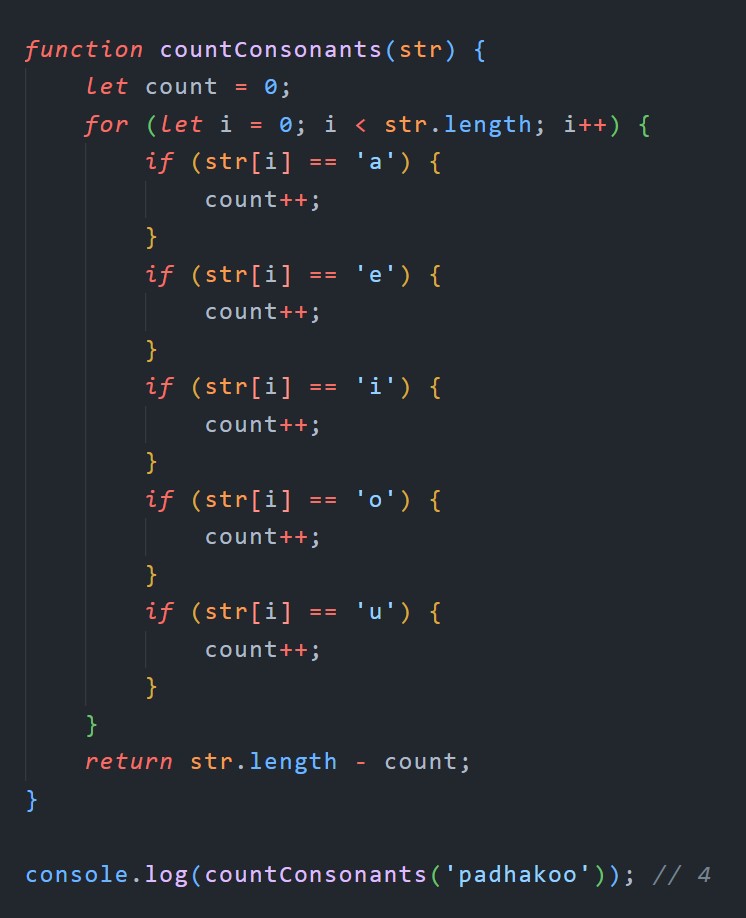 function countConsonants(str) {
    let count = 0;
    for (let i = 0; i < str.length; i++) {
        if (str[i] == 'a') {
            count++;
        }
        if (str[i] == 'e') {
            count++;
        }
        if (str[i] == 'i') {
            count++;
        }
        if (str[i] == 'o') {
            count++;
        }
        if (str[i] == 'u') {
            count++;
        }
    }
    return str.length - count;
}

console.log(countConsonants('padhakoo')); // 4